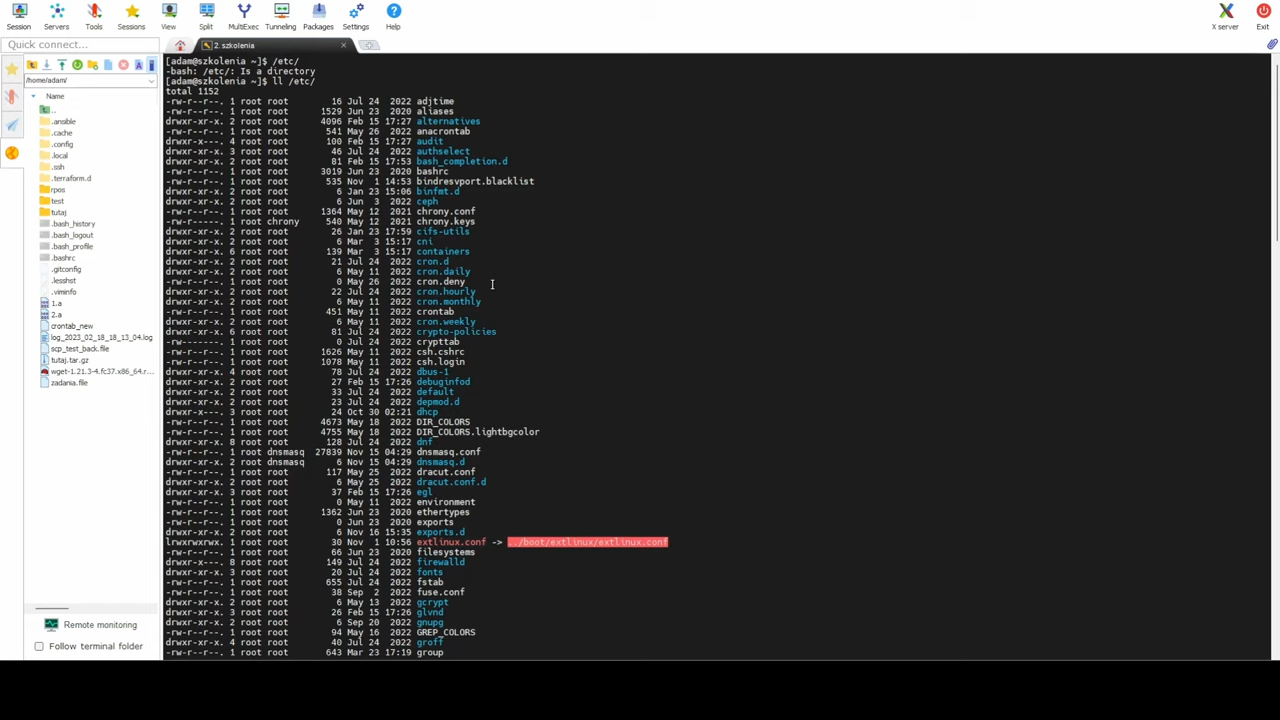 Session Servers Tools Sessions View Split MultiExec Tunneling Packages Settings Help X server Exit
Quick connect...
2. szkolenia
/home/adam/
Name
..
.ansible
.cache
.config
.local
.ssh
.terraform.d
rpos
test
tutaj
.bash_history
.bash_logout
.bash_profile
.bashrc
.gitconfig
.lesshst
.viminfo
1.a
2.a
crontab_new
log_2023_02_18_18_13_04.log
scp_test_back.file
tutaj.tar.gz
wget-1.21.3-4.fc37.x86_64.r...
zadania.file
Remote monitoring
Follow terminal folder
[adam@szkolenia ~]$ /etc/
-bash: /etc/: Is a directory
[adam@szkolenia ~]$ ll /etc/
total 1152
-rw-r--r--. 1 root root 16 Jul 24 2022 adjtime
-rw-r--r--. 1 root root 1529 Jun 23 2020 aliases
drwxr-xr-x. 2 root root 4096 Feb 15 17:27 alternatives
-rw-r--r--. 1 root root 541 May 26 2022 anacrontab
drwxr-x---. 4 root root 100 Feb 15 17:27 audit
drwxr-xr-x. 3 root root 46 Jul 24 2022 authselect
drwxr-xr-x. 2 root root 81 Feb 15 17:53 bash_completion.d
-rw-r--r--. 1 root root 3019 Jun 23 2020 bashrc
-rw-r--r--. 1 root root 535 Nov 1 14:53 bindresvport.blacklist
drwxr-xr-x. 2 root root 6 Jan 23 15:06 binfmt.d
drwxr-xr-x. 2 root root 6 Jun 3 2022 ceph
-rw-r--r--. 1 root root 1364 May 12 2021 chrony.conf
-rw-r-----. 1 root chrony 540 May 12 2021 chrony.keys
drwxr-xr-x. 2 root root 26 Jan 23 17:59 cifs-utils
drwxr-xr-x. 2 root root 6 Mar 3 15:17 cni
drwxr-xr-x. 6 root root 139 Mar 3 15:17 containers
drwxr-xr-x. 2 root root 21 Jul 24 2022 cron.d
drwxr-xr-x. 2 root root 6 May 11 2022 cron.daily
-rw-r--r--. 1 root root 0 May 26 2022 cron.deny
drwxr-xr-x. 2 root root 22 Jul 24 2022 cron.hourly
drwxr-xr-x. 2 root root 6 May 11 2022 cron.monthly
-rw-r--r--. 1 root root 451 May 11 2022 crontab
drwxr-xr-x. 2 root root 6 May 11 2022 cron.weekly
drwxr-xr-x. 6 root root 81 Jul 24 2022 crypto-policies
-rw-------. 1 root root 0 Jul 24 2022 crypttab
-rw-r--r--. 1 root root 1626 May 11 2022 csh.cshrc
-rw-r--r--. 1 root root 1078 May 11 2022 csh.login
drwxr-xr-x. 4 root root 78 Jul 24 2022 dbus-1
drwxr-xr-x. 2 root root 27 Feb 15 17:26 debuginfod
drwxr-xr-x. 2 root root 33 Jul 24 2022 default
drwxr-xr-x. 2 root root 6 Jul 24 2022 depmod.d
drwxr-x---. 3 root root 24 Oct 30 02:21 dhcp
-rw-r--r--. 1 root root 4673 May 18 2022 DIR_COLORS
-rw-r--r--. 1 root root 4755 May 18 2022 DIR_COLORS.lightbgcolor
drwxr-xr-x. 8 root root 128 Jul 24 2022 dnf
-rw-r--r--. 1 root dnsmasq 27839 Nov 15 04:29 dnsmasq.conf
drwxr-xr-x. 2 root dnsmasq 6 Nov 15 04:29 dnsmasq.d
-rw-r--r--. 1 root root 117 May 25 2022 dracut.conf
drwxr-xr-x. 2 root root 6 May 25 2022 dracut.conf.d
drwxr-xr-x. 3 root root 37 Feb 15 17:26 egl
-rw-r--r--. 1 root root 0 May 11 2022 environment
-rw-r--r--. 1 root root 1362 Jun 23 2020 ethertypes
-rw-r--r--. 1 root root 0 Jun 23 2020 exports
drwxr-xr-x. 2 root root 6 Nov 16 15:35 exports.d
lrwxrwxrwx. 1 root root 30 Nov 1 10:56 extlinux.conf -> ../boot/extlinux/extlinux.conf
-rw-r--r--. 1 root root 66 Jun 23 2020 filesystems
drwxr-x---. 8 root root 149 Jul 24 2022 firewalld
drwxr-xr-x. 3 root root 20 Jul 24 2022 fonts
-rw-r--r--. 1 root root 655 Jul 24 2022 fstab
-rw-r--r--. 1 root root 38 Sep 2 2022 fuse.conf
drwxr-xr-x. 2 root root 6 May 13 2022 gcrypt
drwxr-xr-x. 3 root root 26 Feb 15 17:26 glvnd
drwxr-xr-x. 2 root root 6 Sep 20 2022 gnupg
-rw-r--r--. 1 root root 94 May 16 2022 GREP_COLORS
drwxr-xr-x. 4 root root 40 Jul 24 2022 groff
-rw-r--r--. 1 root root 643 Mar 23 17:19 group